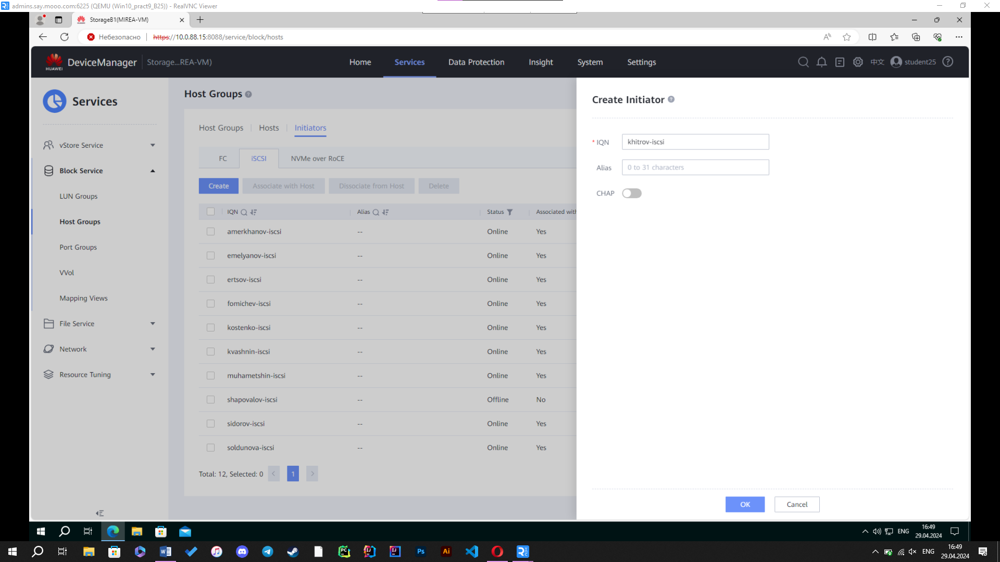 admins.say.mooo.com:6225 (QEMU (Win10_pract9_B25)) - RealVNC Viewer
StorageB1(MIREA-VM)
Небезопасно
https://10.0.88.15:8088/service/block/hosts
HUAWEI
DeviceManager
Storage...REA-VM)
Home
Services
Data Protection
Insight
System
Settings
中文
student25
Services
vStore Service
Block Service
LUN Groups
Host Groups
Port Groups
VVol
Mapping Views
File Service
Network
Resource Tuning
Host Groups
Host Groups
Hosts
Initiators
FC
iSCSI
NVMe over RoCE
Create
Associate with Host
Dissociate from Host
Delete
IQN
Alias
Status
Associated with
amerkhanov-iscsi -- Online Yes
emelyanov-iscsi -- Online Yes
ertsov-iscsi -- Online Yes
fomichev-iscsi -- Online Yes
kostenko-iscsi -- Online Yes
kvashnin-iscsi -- Online Yes
muhametshin-iscsi -- Online Yes
shapovalov-iscsi -- Offline No
sidorov-iscsi -- Online Yes
soldunova-iscsi -- Online Yes
Total: 12, Selected: 0
1
Create Initiator
* IQN
khitrov-iscsi
Alias
0 to 31 characters
CHAP
OK
Cancel
ENG
16:49
29.04.2024
W
PC
IJ
IJ
Ps
Ai
ENG
16:49
29.04.2024